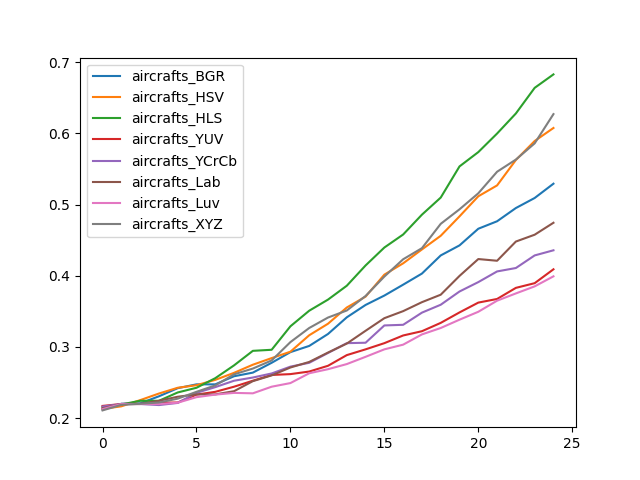 0.7
0.6
0.5
0.4
0.3
0.2
0 5 10 15 20 25
aircrafts_BGR
aircrafts_HSV
aircrafts_HLS
aircrafts_YUV
aircrafts_YCrCb
aircrafts_Lab
aircrafts_Luv
aircrafts_XYZ